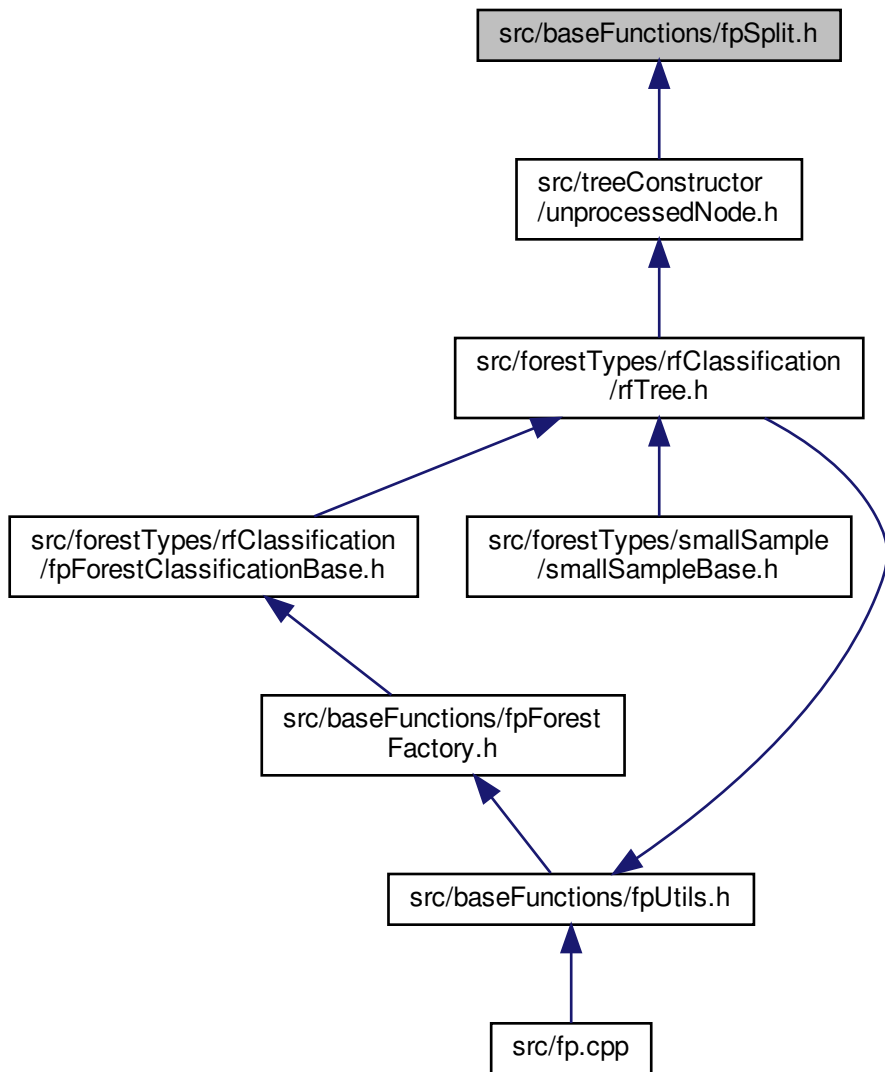 src/baseFunctions/fpSplit.h
src/treeConstructor
/unprocessedNode.h
src/forestTypes/rfClassification
/rfTree.h
src/forestTypes/rfClassification
/fpForestClassificationBase.h
src/forestTypes/smallSample
/smallSampleBase.h
src/baseFunctions/fpForest
Factory.h
src/baseFunctions/fpUtils.h
src/fp.cpp